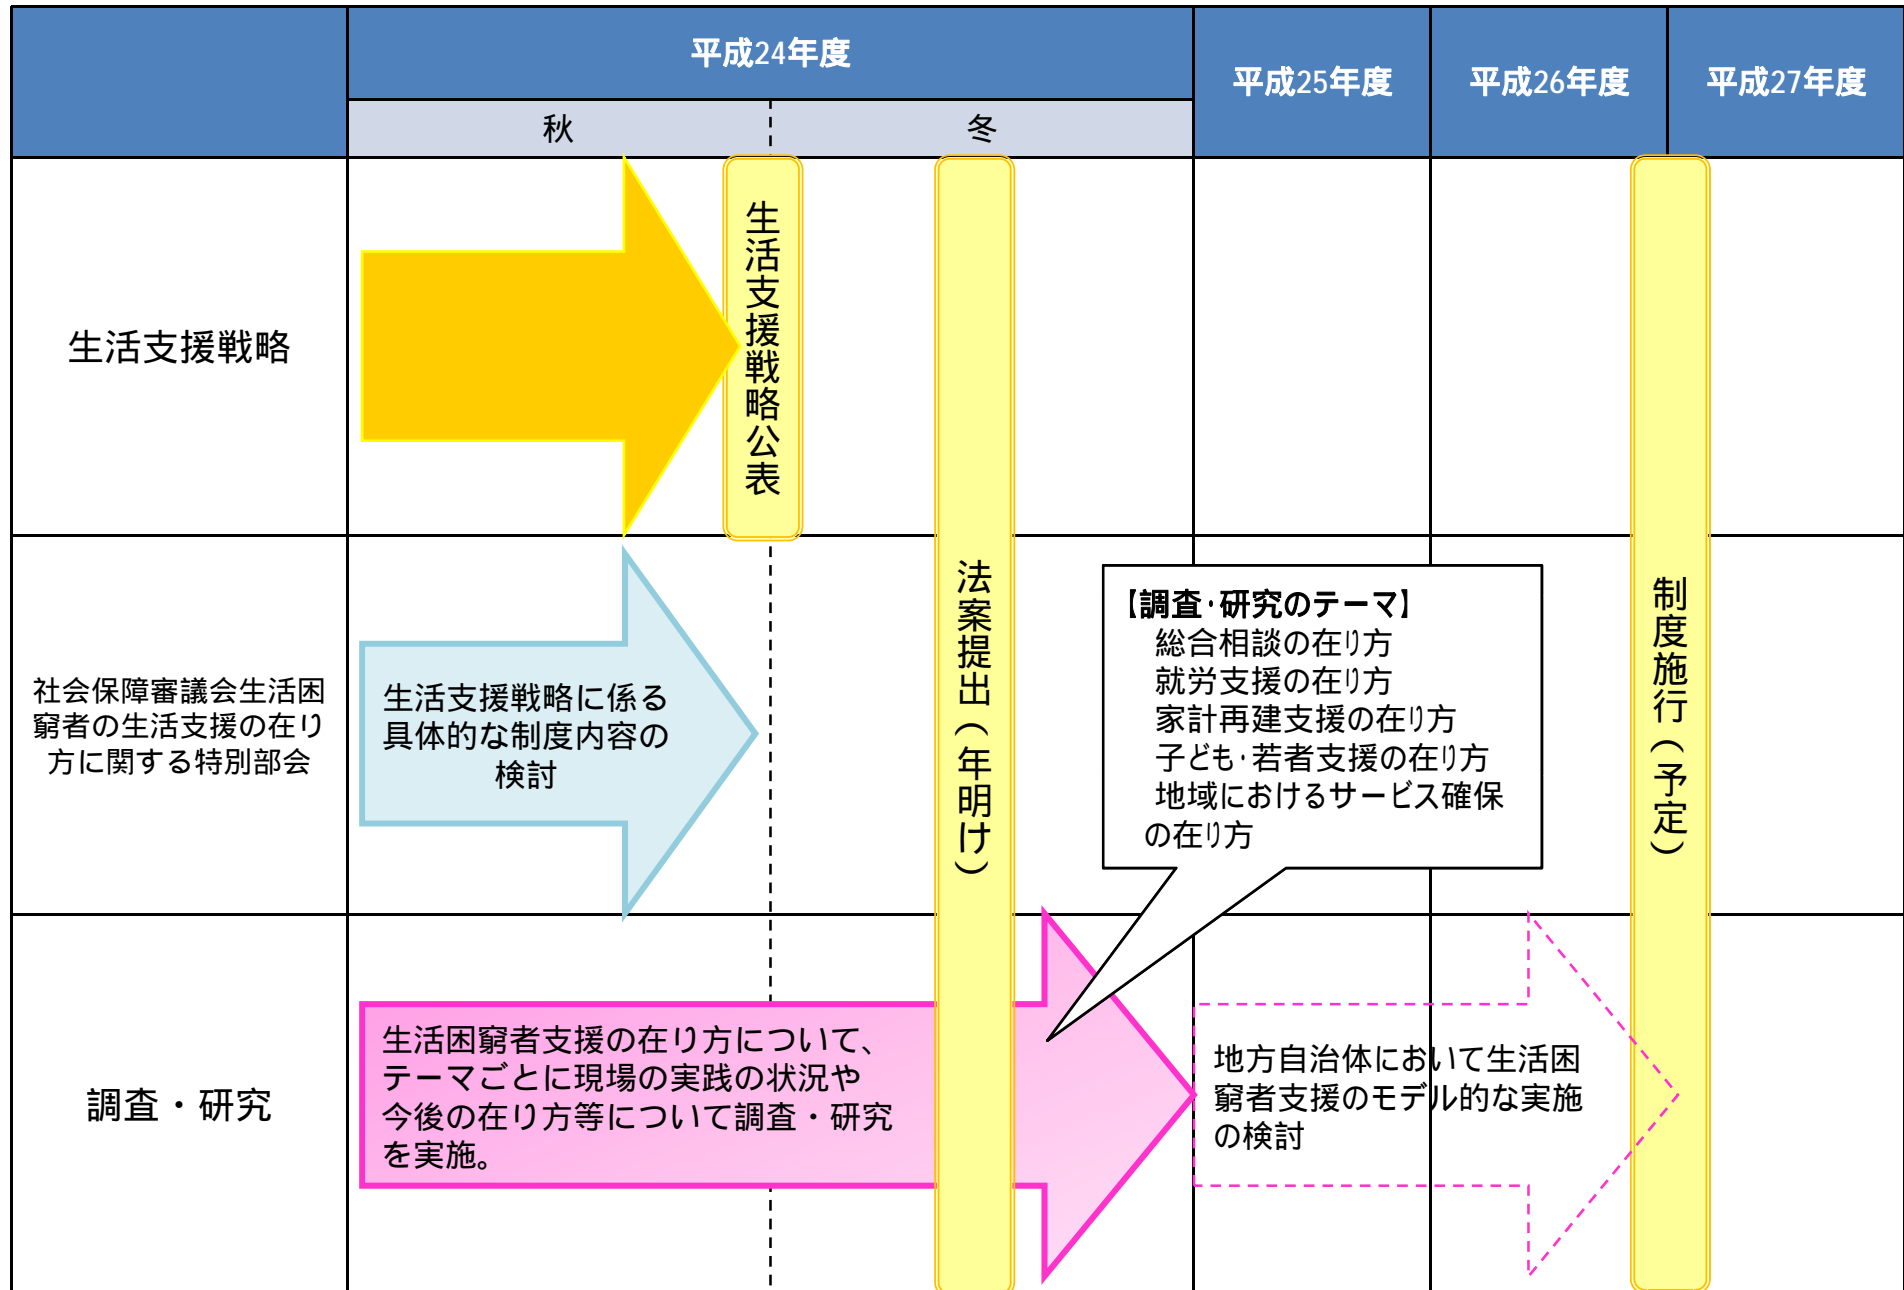 平成24年度
平成25年度
平成26年度
平成27年度
秋
冬
生活支援戦略
生活支援戦略公表
法案提出(年明け)
制度施行(予定)
社会保障審議会生活困
窮者の生活支援の在り
方に関する特別部会
生活支援戦略に係る
具体的な制度内容の
検討
【調査・研究のテーマ】
総合相談の在り方
就労支援の在り方
家計再建支援の在り方
子ども・若者支援の在り方
地域におけるサービス確保
の在り方
調査・研究
生活困窮者支援の在り方について、
テーマごとに現場の実践の状況や
今後の在り方等について調査・研究
を実施。
地方自治体において生活困
窮者支援のモデル的な実施
の検討